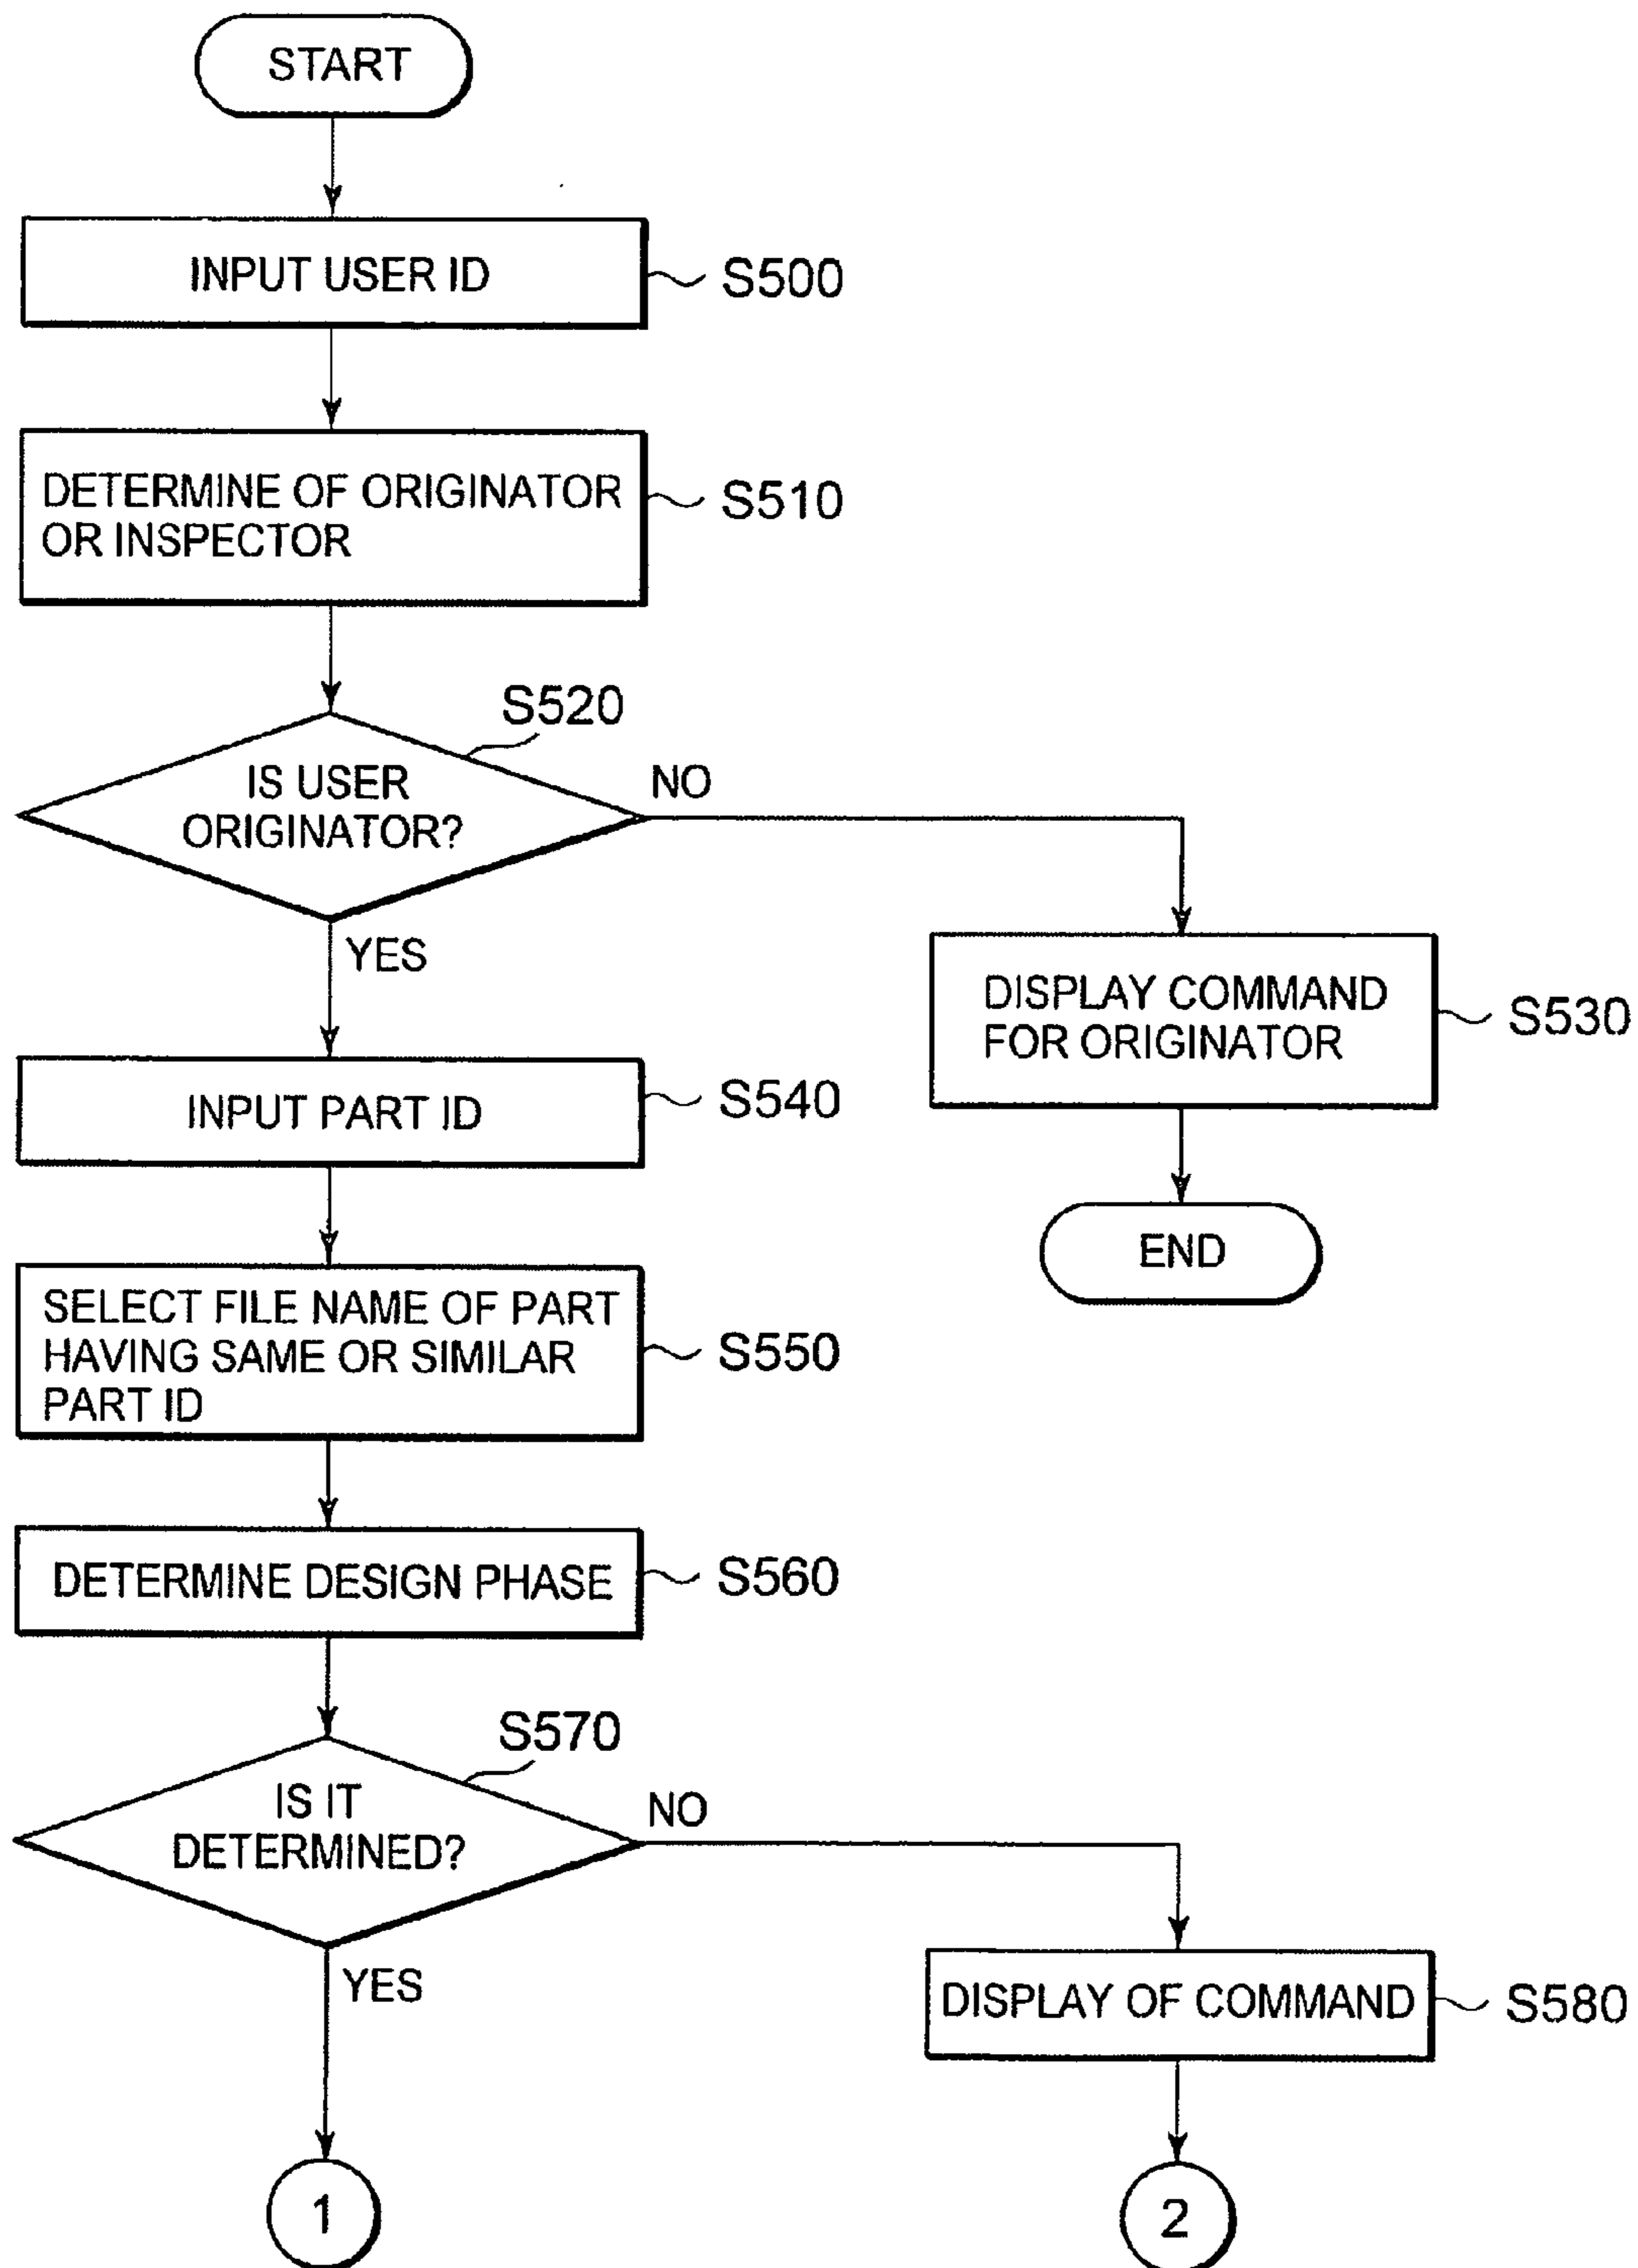 START
INPUT USER ID
S500
DETERMINE OF ORIGINATOR
OR INSPECTOR
S510
S520
IS USER
ORIGINATOR?
NO
YES
DISPLAY COMMAND
FOR ORIGINATOR
S530
INPUT PART ID
S540
END
SELECT FILE NAME OF PART
HAVING SAME OR SIMILAR
PART ID
S550
DETERMINE DESIGN PHASE
S560
S570
IS IT
DETERMINED?
NO
YES
DISPLAY OF COMMAND
S580
1
2